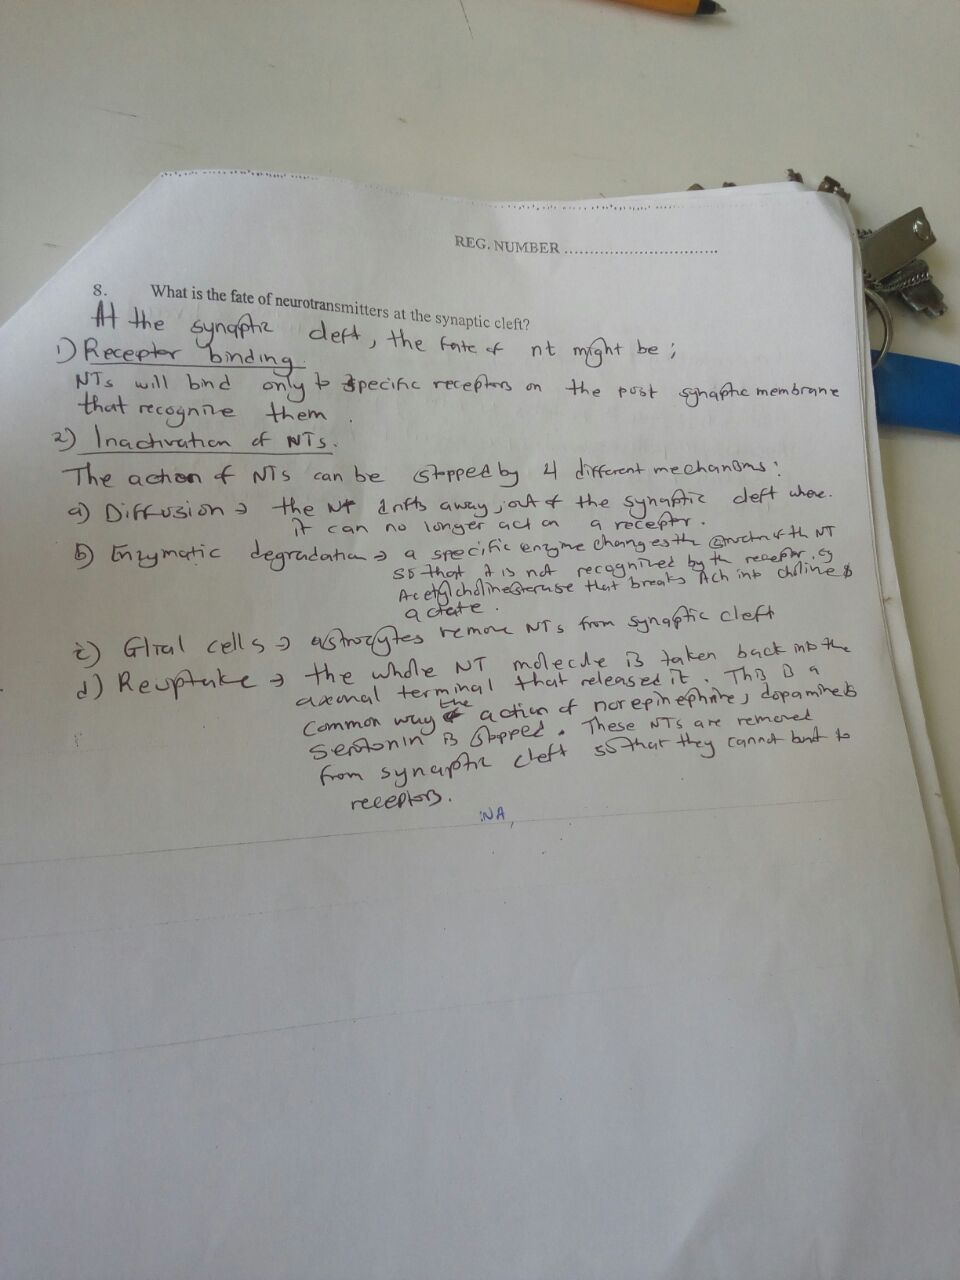 REG. NUMBER ..............................
8. What is the fate of neurotransmitters at the synaptic cleft?
At the synaptic cleft, the fate of nt might be ;
1) Receptor binding
NTs will bind only to specific receptors on the post synaptic membrane
that recognize them.
2) Inactivation of NTs.
The action of NTs can be stopped by 4 different mechanisms:
a) Diffusion → the NT drifts away, out of the synaptic cleft where.
it can no longer act on a receptor.
b) Enzymatic degradation → a specific enzyme changes the structure of the NT
so that it is not recognized by the receptor. eg
Acetylcholinesterase that breaks Ach into choline &
actate.
c) Glial cells → astrocytes remove NTs from synaptic cleft
d) Reuptake → the whole NT molecule is taken back into the
axonal terminal that released it. This is a
common way the action of norepinephrine, dopamine &
serotonin is stopped. These NTs are removed
from synaptic cleft so that they cannot bind to
receptors.
:NA,